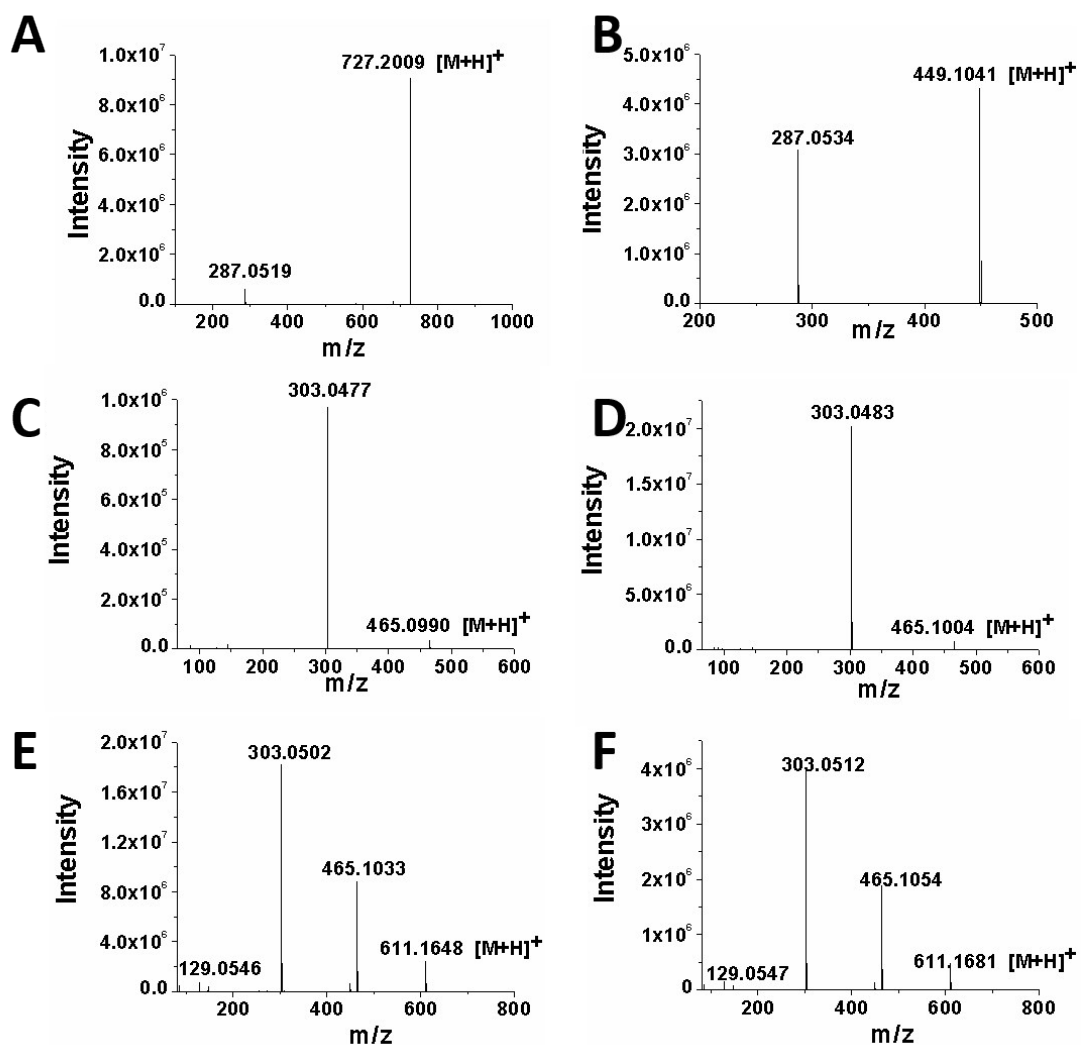 A
1.0x10⁷
8.0x10⁶
6.0x10⁶
4.0x10⁶
2.0x10⁶
0.0
Intensity
727.2009 [M+H]⁺
287.0519
200 400 600 800 1000
m/z
B
5.0x10⁶
4.0x10⁶
3.0x10⁶
2.0x10⁶
1.0x10⁶
0.0
Intensity
449.1041 [M+H]⁺
287.0534
200 300 400 500
m/z
C
1.0x10⁶
8.0x10⁵
6.0x10⁵
4.0x10⁵
2.0x10⁵
0.0
Intensity
303.0477
465.0990 [M+H]⁺
100 200 300 400 500 600
m/z
D
2.0x10⁷
1.5x10⁷
1.0x10⁷
5.0x10⁶
0.0
Intensity
303.0483
465.1004 [M+H]⁺
100 200 300 400 500 600
m/z
E
2.0x10⁷
1.6x10⁷
1.2x10⁷
8.0x10⁶
4.0x10⁶
0.0
Intensity
303.0502
465.1033
611.1648 [M+H]⁺
129.0546
200 400 600 800
m/z
F
4x10⁶
3x10⁶
2x10⁶
1x10⁶
0
Intensity
303.0512
465.1054
611.1681 [M+H]⁺
129.0547
200 400 600 800
m/z